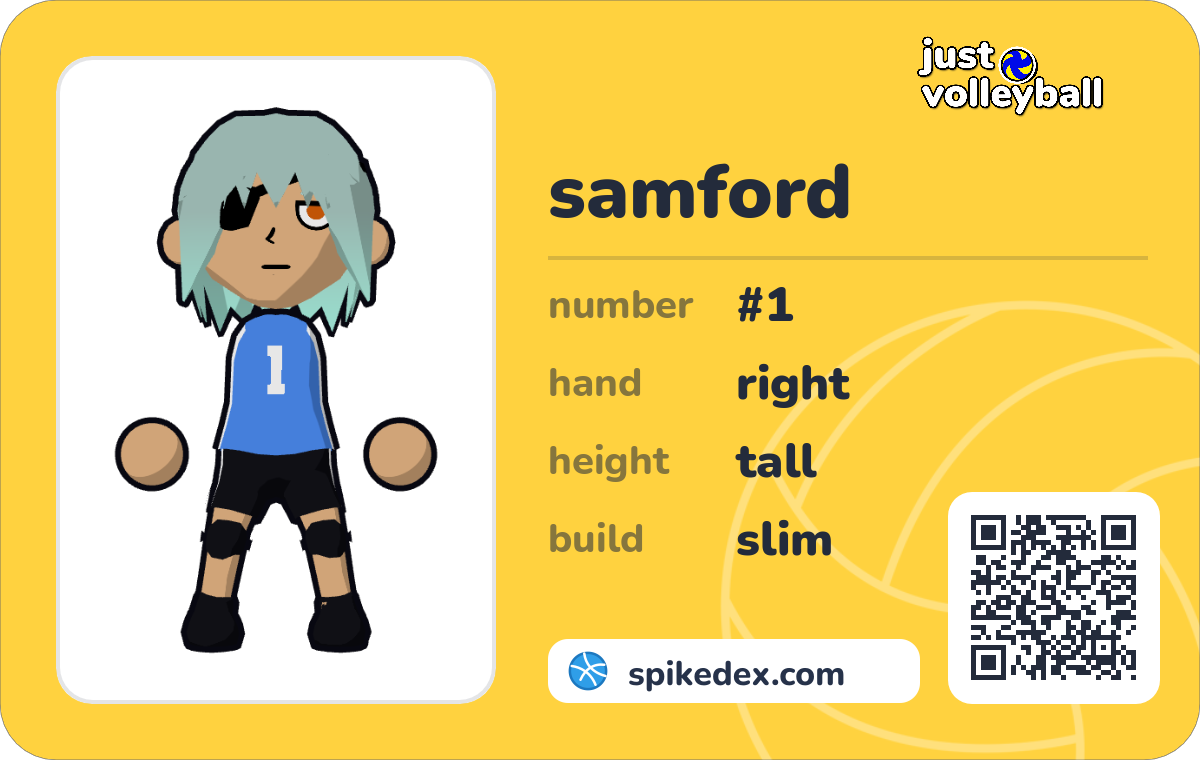 just
volleyball
samford
number #1
hand right
height tall
build slim
1
spikedex.com